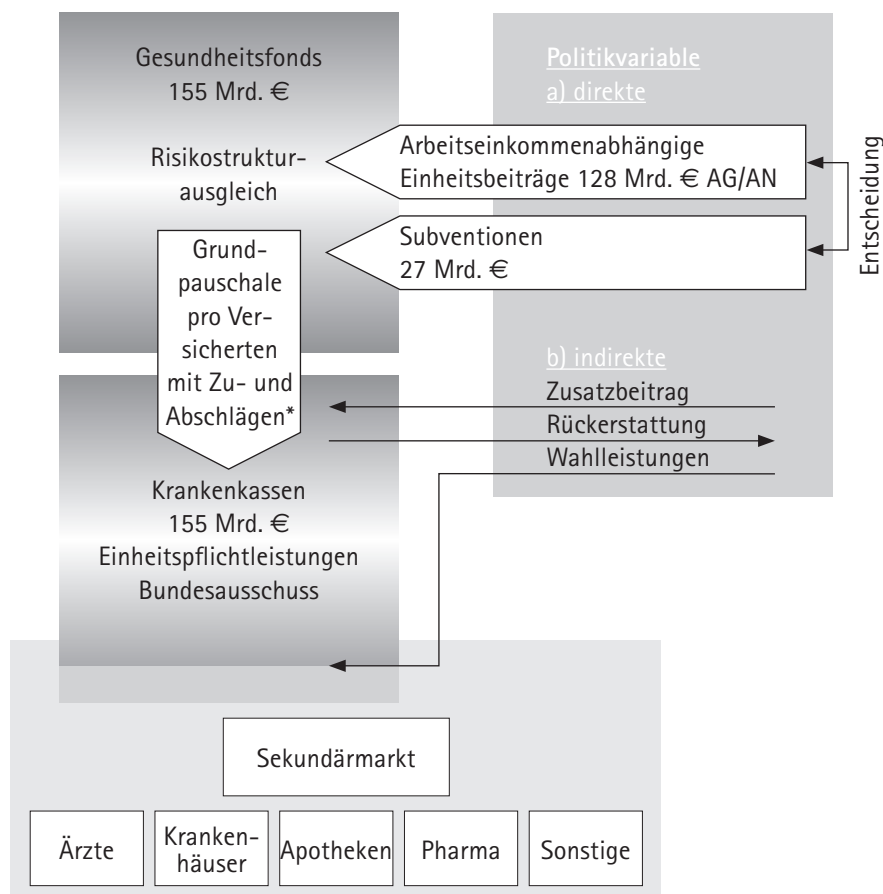 Gesundheitsfonds
155 Mrd. €
Risikostruktur-
ausgleich
Grund-
pauschale
pro Ver-
sicherten
mit Zu- und
Abschlägen*
Politikvariable
a) direkte
Arbeitseinkommenabhängige
Einheitsbeiträge 128 Mrd. € AG/AN
Subventionen
27 Mrd. €
Entscheidung
b) indirekte
Zusatzbeitrag
Rückerstattung
Wahlleistungen
Krankenkassen
155 Mrd. €
Einheitspflichtleistungen
Bundesausschuss
Sekundärmarkt
Ärzte
Kranken-
häuser
Apotheken
Pharma
Sonstige